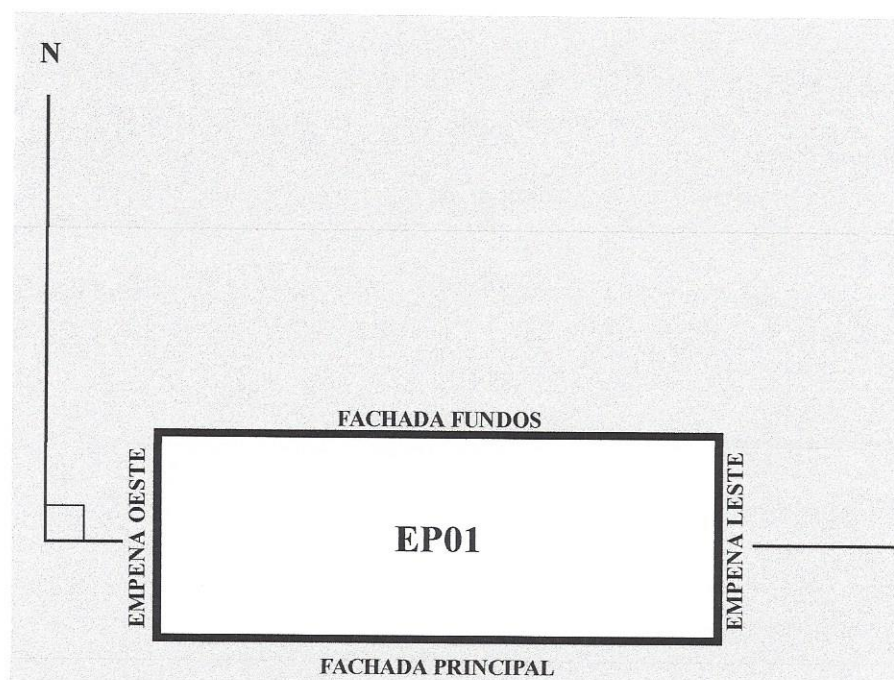 N
FACHADA FUNDOS
EMPENA OESTE
EP01
EMPENA LESTE
FACHADA PRINCIPAL